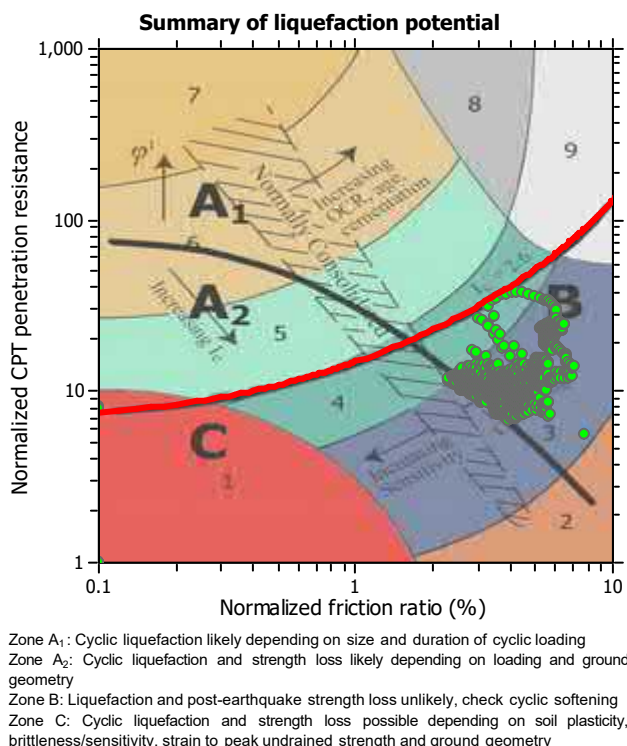 Summary of liquefaction potential
1,000
100
10
1
Normalized CPT penetration resistance
7
8
9
φ'
Increasing
OCR, age,
cementation
A1
Normally Consolidated
6
A2
Increasing Ic
5
Ic = 2.6
B
4
3
C
1
Increasing
Sensitivity
2
0.1
1
10
Normalized friction ratio (%)
Zone A1: Cyclic liquefaction likely depending on size and duration of cyclic loading
Zone A2: Cyclic liquefaction and strength loss likely depending on loading and ground
geometry
Zone B: Liquefaction and post-earthquake strength loss unlikely, check cyclic softening
Zone C: Cyclic liquefaction and strength loss possible depending on soil plasticity,
brittleness/sensitivity, strain to peak undrained strength and ground geometry